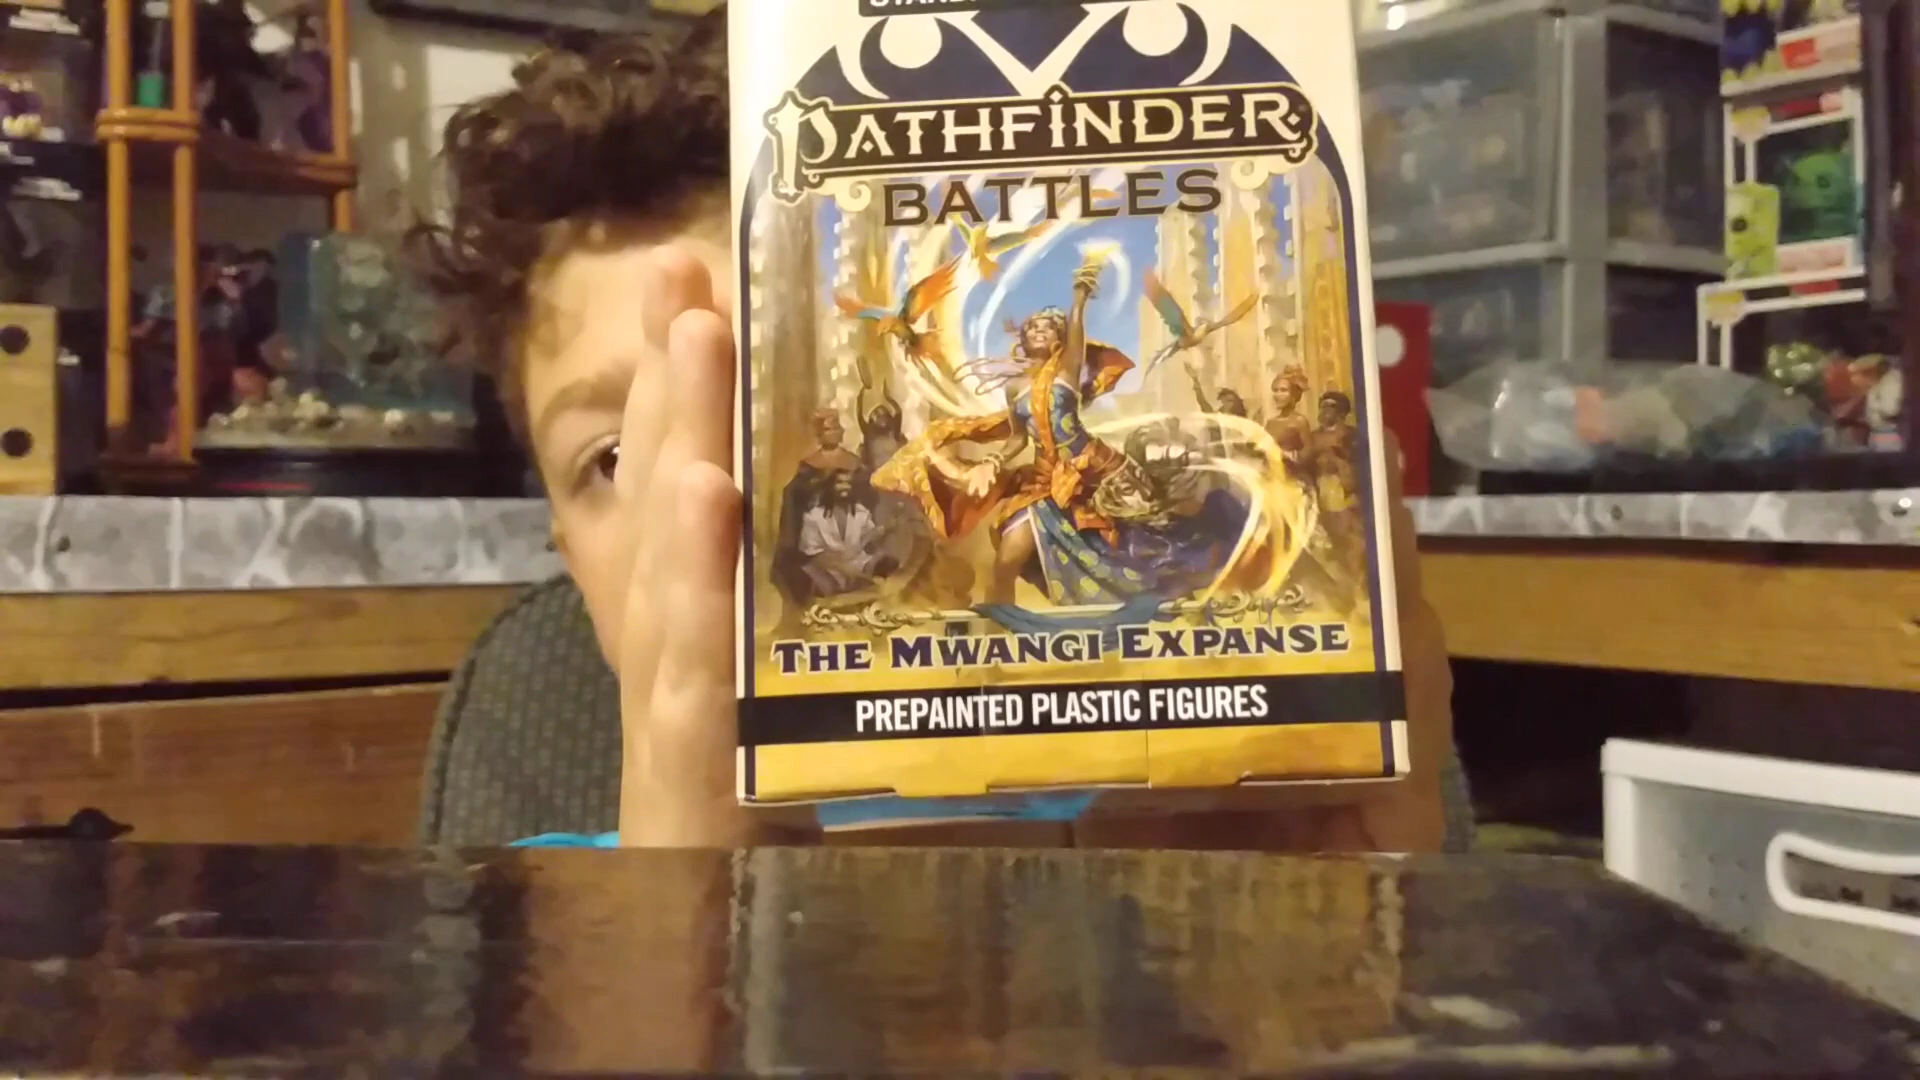 PATHFINDER
BATTLES
THE MWANGI EXPANSE
PREPAINTED PLASTIC FIGURES